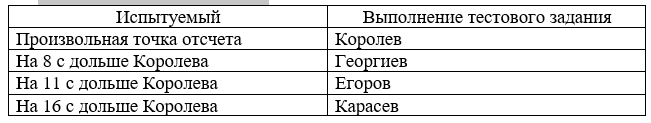 Испытуемый Выполнение тестового задания
Произвольная точка отсчета Королев
На 8 с дольше Королева Георгиев
На 11 с дольше Королева Егоров
На 16 с дольше Королева Карасев